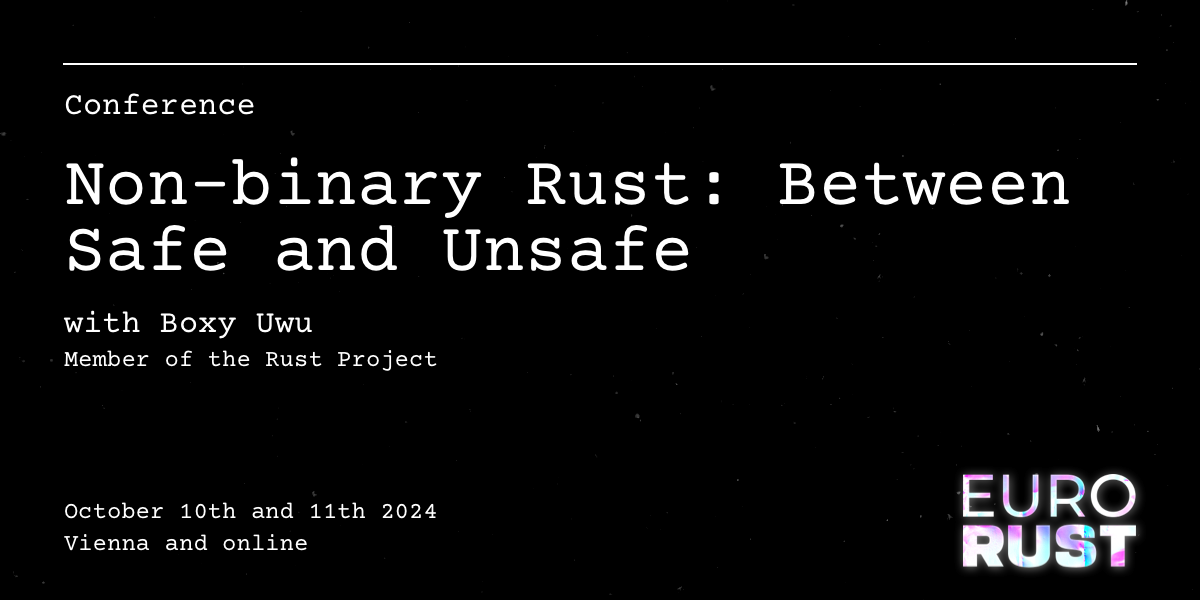 Conference
Non-binary Rust: Between
Safe and Unsafe
with Boxy Uwu
Member of the Rust Project
October 10th and 11th 2024
Vienna and online
EURO
RUST